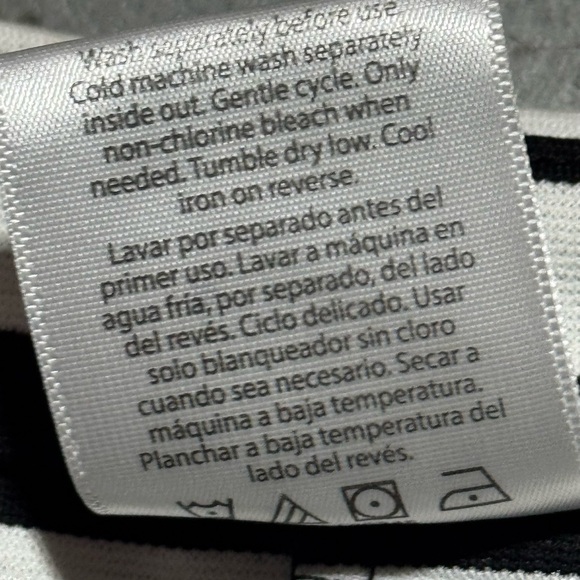 Wash separately before use
Cold machine wash separately
inside out. Gentle cycle. Only
non-chlorine bleach when
needed. Tumble dry low. Cool
iron on reverse.
Lavar por separado antes del
primer uso. Lavar a máquina en
agua fría, por separado, del lado
del revés. Ciclo delicado. Usar
solo blanqueador sin cloro
cuando sea necesario. Secar a
máquina a baja temperatura.
Planchar a baja temperatura del
lado del revés.